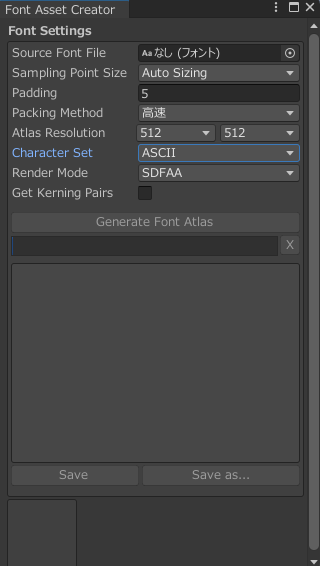 Font Asset Creator
Font Settings
Source Font File Aa なし (フォント)
Sampling Point Size Auto Sizing
Padding 5
Packing Method 高速
Atlas Resolution 512 512
Character Set ASCII
Render Mode SDFAA
Get Kerning Pairs
Generate Font Atlas
X
Save Save as...